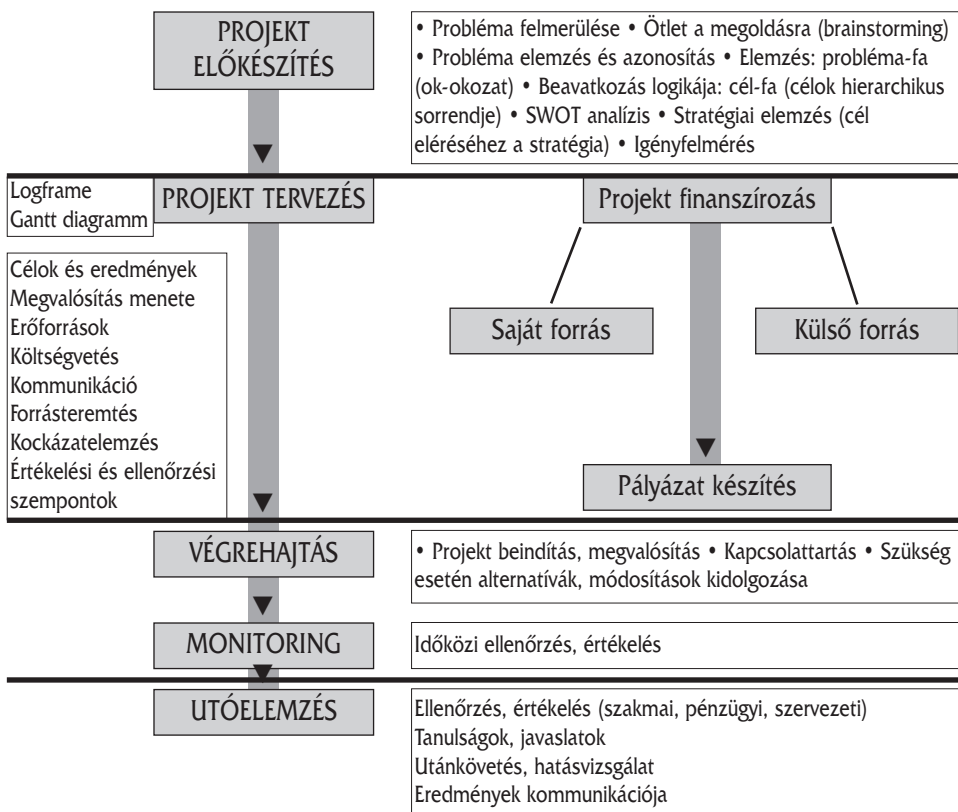 PROJEKT
ELŐKÉSZÍTÉS
• Probléma felmerülése • Ötlet a megoldásra (brainstorming)
• Probléma elemzés és azonosítás • Elemzés: probléma-fa
(ok-okozat) • Beavatkozás logikája: cél-fa (célok hierarchikus
sorrendje) • SWOT analízis • Stratégiai elemzés (cél
eléréséhez a stratégia) • Igényfelmérés
Logframe
Gantt diagramm
PROJEKT TERVEZÉS
Projekt finanszírozás
Célok és eredmények
Megvalósítás menete
Erőforrások
Költségvetés
Kommunikáció
Forrásteremtés
Kockázatelemzés
Értékelési és ellenőrzési
szempontok
Saját forrás
Külső forrás
Pályázat készítés
VÉGREHAJTÁS
• Projekt beindítás, megvalósítás • Kapcsolattartás • Szükség
esetén alternatívák, módosítások kidolgozása
MONITORING
Időközi ellenőrzés, értékelés
UTÓELEMZÉS
Ellenőrzés, értékelés (szakmai, pénzügyi, szervezeti)
Tanulságok, javaslatok
Utánkövetés, hatásvizsgálat
Eredmények kommunikációja